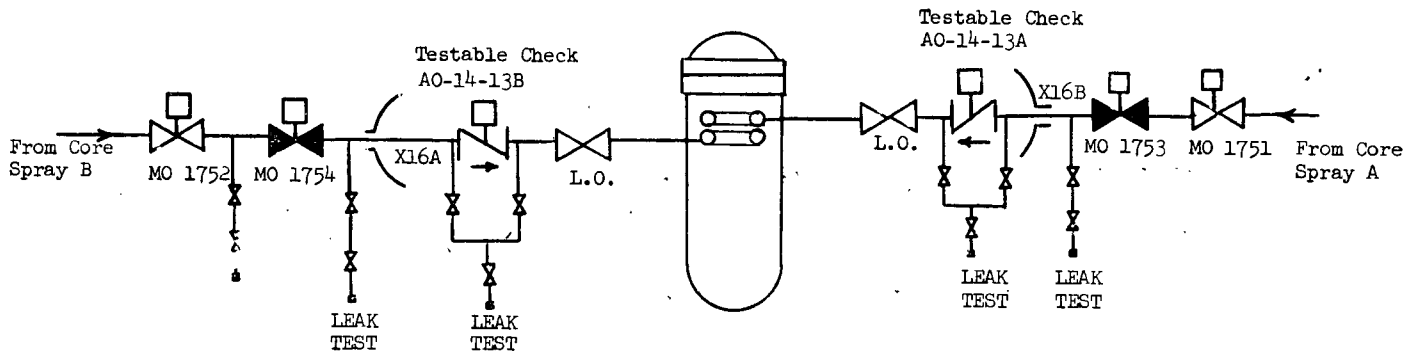 Testable Check
AO-14-13B
Testable Check
AO-14-13A
From Core
Spray B
MO 1752
MO 1754
X16A
L.O.
LEAK
TEST
LEAK
TEST
L.O.
X16B
MO 1753
MO 1751
From Core
Spray A
LEAK
TEST
LEAK
TEST